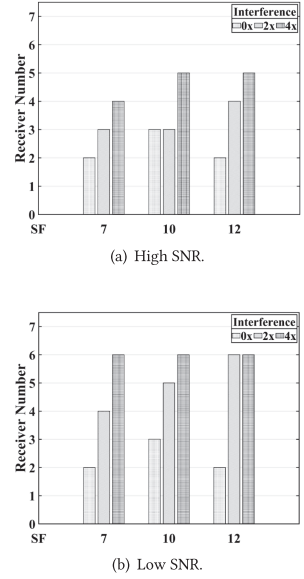 7
6
5
4
3
2
1
0
Receiver Number
Interference
0x 2x 4x
SF 7 10 12
(a) High SNR.
7
6
5
4
3
2
1
0
Receiver Number
Interference
0x 2x 4x
SF 7 10 12
(b) Low SNR.